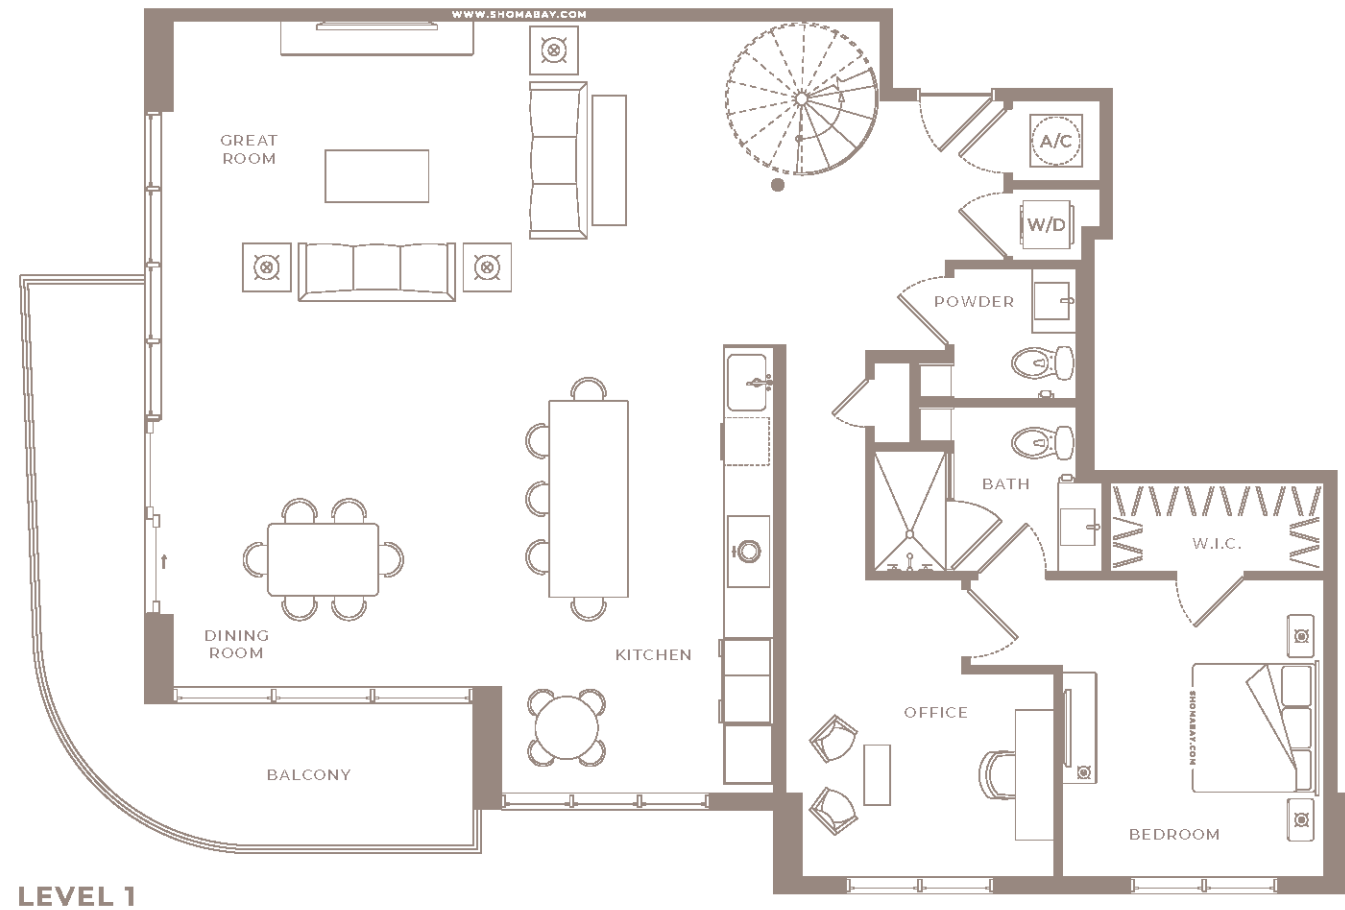 WWW.SHOMABAY.COM
GREAT
ROOM
A/C
W/D
POWDER
BATH
W.I.C.
DINING
ROOM
KITCHEN
OFFICE
SHOMABAY.COM
BALCONY
BEDROOM
LEVEL 1